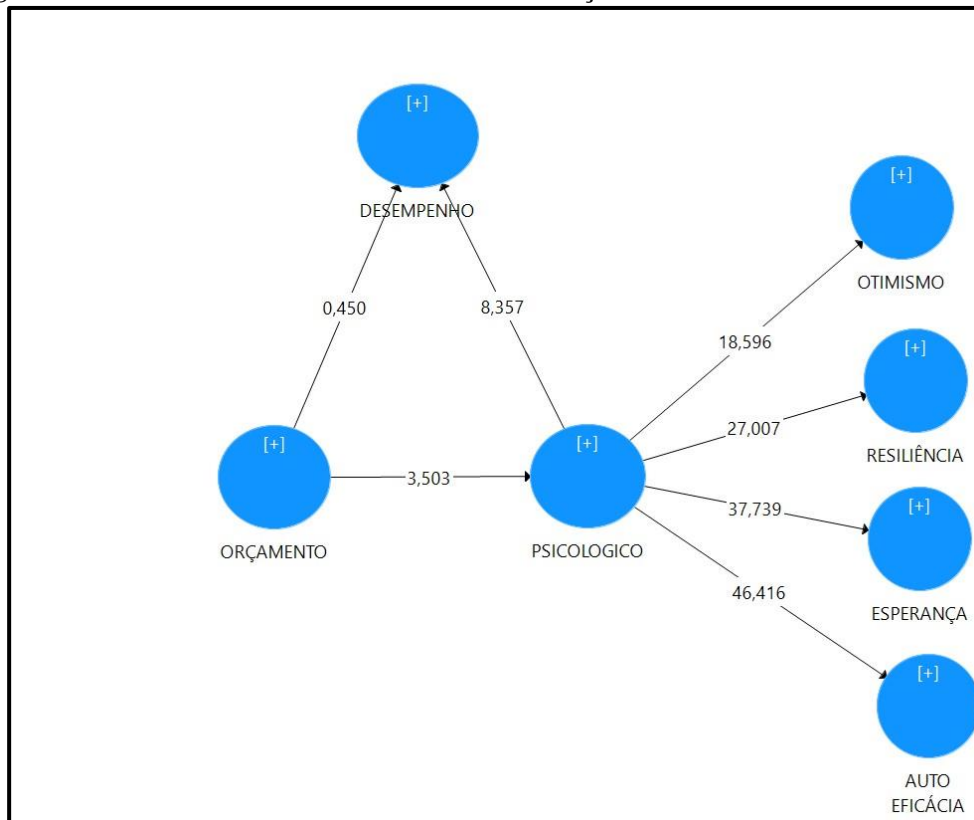 [+]
DESEMPENHO
[+]
OTIMISMO
0,450
8,357
18,596
[+]
RESILIÊNCIA
27,007
[+]
ORÇAMENTO
3,503
[+]
PSICOLOGICO
37,739
[+]
ESPERANÇA
46,416
[+]
AUTO
EFICÁCIA